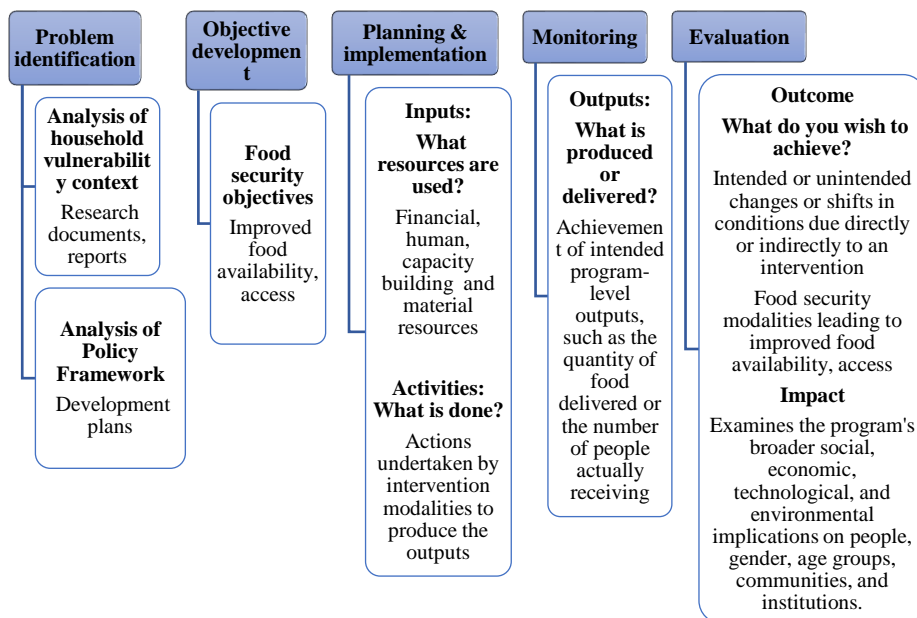 Problem
identification
Analysis of
household
vulnerabilit
y context
Research
documents,
reports
Analysis of
Policy
Framework
Development
plans
Objective
developmen
t
Food
security
objectives
Improved
food
availability,
access
Planning &
implementation
Inputs:
What
resources are
used?
Financial,
human,
capacity
building and
material
resources
Activities:
What is done?
Actions
undertaken by
intervention
modalities to
produce the
outputs
Monitoring
Outputs:
What is
produced
or
delivered?
Achievemen
t of intended
program-
level
outputs,
such as the
quantity of
food
delivered or
the number
of people
actually
receiving
Evaluation
Outcome
What do you wish to
achieve?
Intended or unintended
changes or shifts in
conditions due directly
or indirectly to an
intervention
Food security
modalities leading to
improved food
availability, access
Impact
Examines the program's
broader social,
economic,
technological, and
environmental
implications on people,
gender, age groups,
communities, and
institutions.